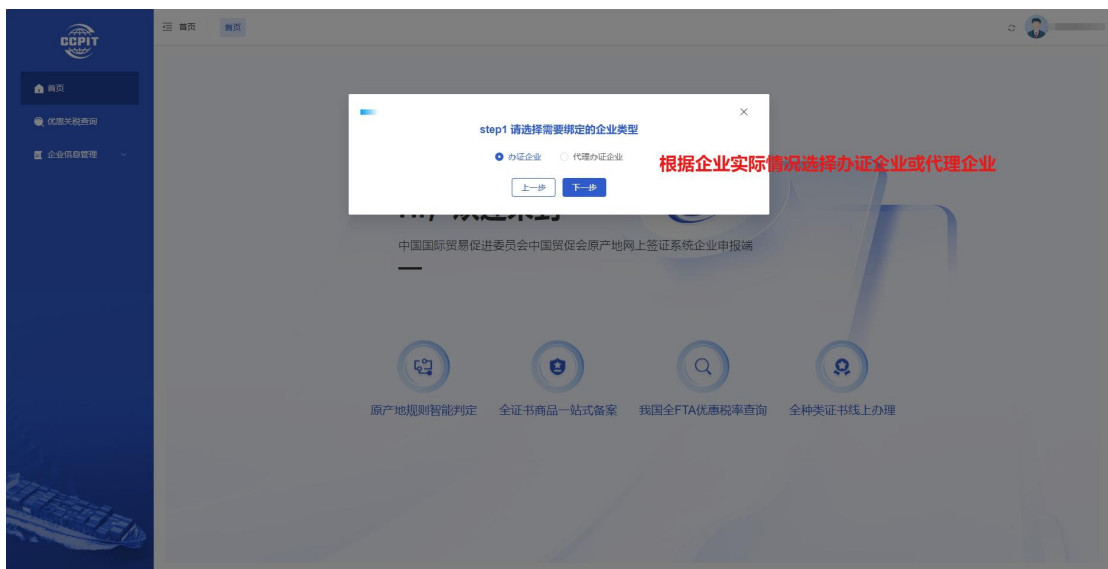 CCPIT
首页
首页
首页
优惠关税查询
企业信息管理
step1 请选择需要绑定的企业类型
办证企业
代理办证企业
根据企业实际情况选择办证企业或代理企业
上一步
下一步
中国国际贸易促进委员会中国贸促会原产地网上签证系统企业申报端
原产地规则智能判定
全证书商品一站式备案
我国全FTA优惠税率查询
全种类证书线上办理